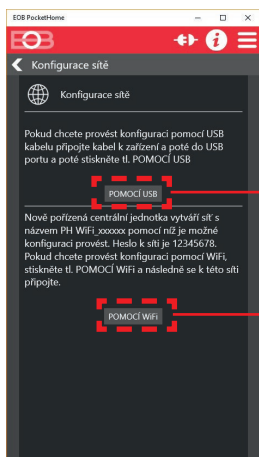 EOB PocketHome
EOB
Konfigurace sítě
Konfigurace sítě
Pokud chcete provést konfiguraci pomocí USB
kabelu připojte kabel k zařízení a poté do USB
portu a poté stiskněte tl. POMOCÍ USB
POMOCÍ USB
Nově pořízená centrální jednotka vytváří síť s
názvem PH WiFi_xxxxxx pomocí níž je možné
konfiguraci provést. Heslo k síti je 12345678.
Pokud chcete provést konfiguraci pomocí WiFi,
stiskněte tl. POMOCÍ WiFi a následně se k této síti
připojte.
POMOCÍ WiFi